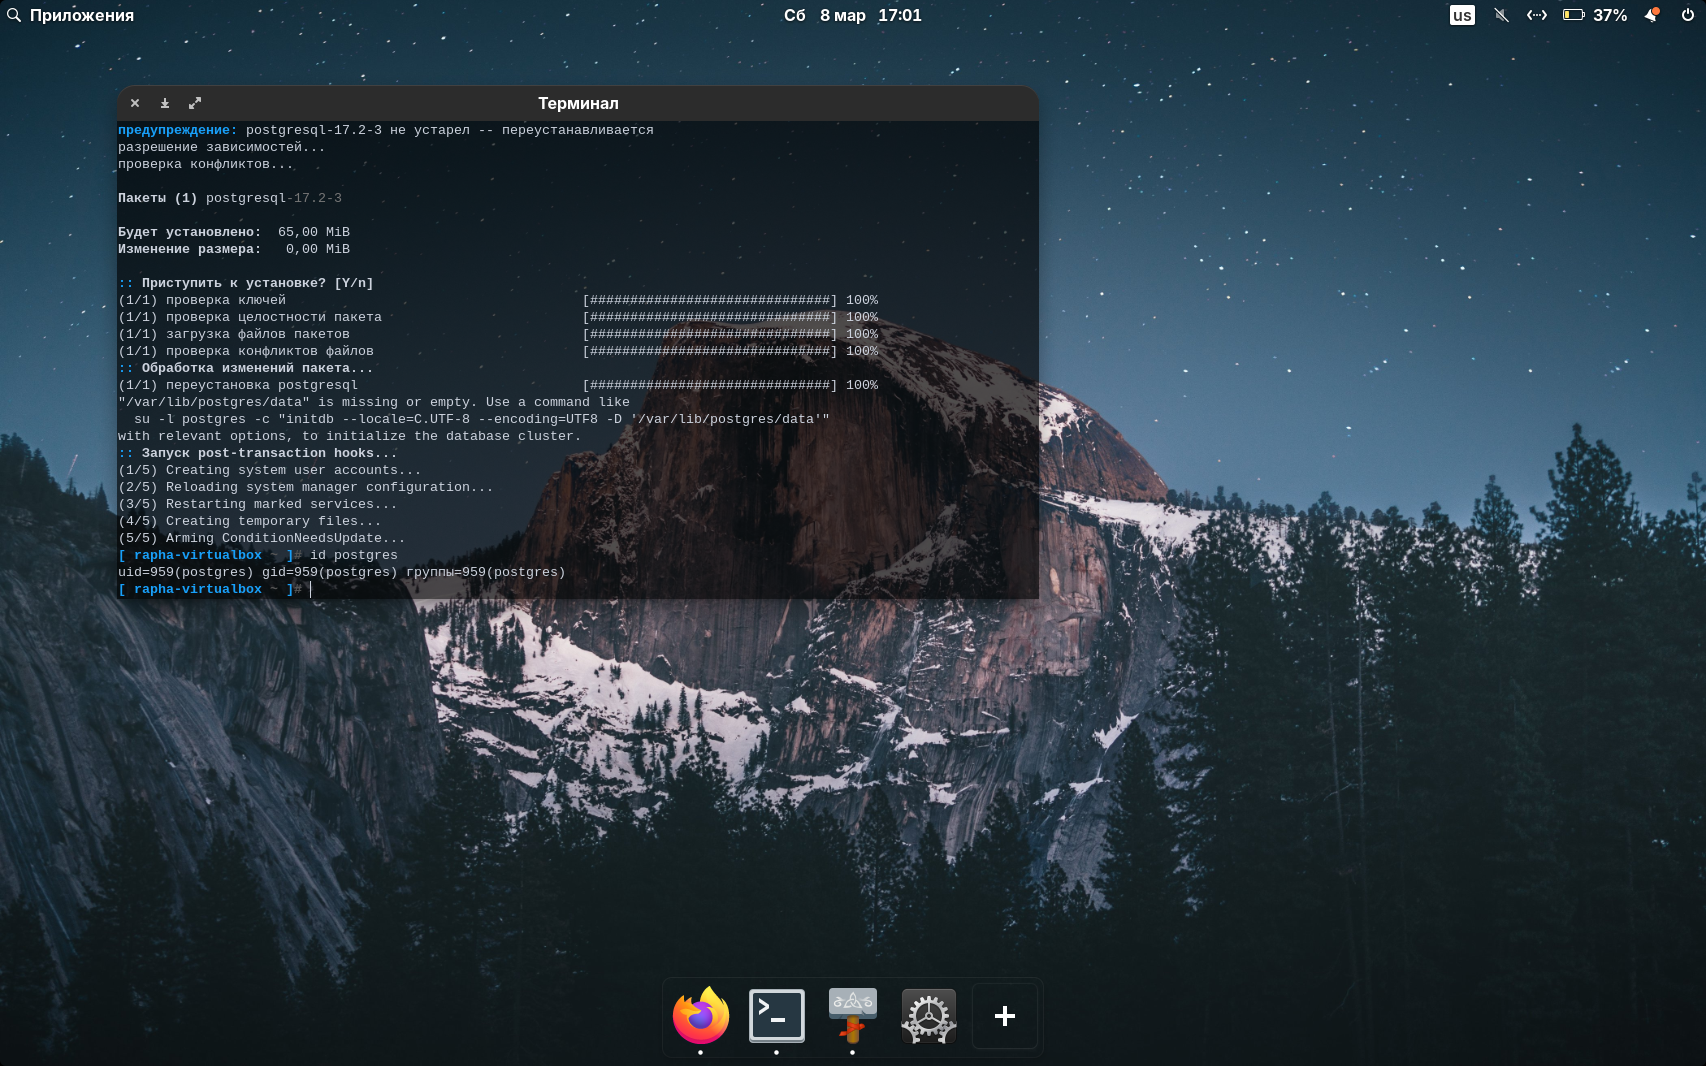 Приложения
Сб 8 мар 17:01
us
37%
Терминал
предупреждение: postgresql-17.2-3 не устарел -- переустанавливается
разрешение зависимостей...
проверка конфликтов...
Пакеты (1) postgresql-17.2-3
Будет установлено:  65,00 MiB
Изменение размера:   0,00 MiB
:: Приступить к установке? [Y/n]
(1/1) проверка ключей [##############################] 100%
(1/1) проверка целостности пакета [##############################] 100%
(1/1) загрузка файлов пакетов [##############################] 100%
(1/1) проверка конфликтов файлов [##############################] 100%
:: Обработка изменений пакета...
(1/1) переустановка postgresql [##############################] 100%
"/var/lib/postgres/data" is missing or empty. Use a command like
  su -l postgres -c "initdb --locale=C.UTF-8 --encoding=UTF8 -D '/var/lib/postgres/data'"
with relevant options, to initialize the database cluster.
:: Запуск post-transaction hooks...
(1/5) Creating system user accounts...
(2/5) Reloading system manager configuration...
(3/5) Restarting marked services...
(4/5) Creating temporary files...
(5/5) Arming ConditionNeedsUpdate...
[ rapha-virtualbox ~ ]# id postgres
uid=959(postgres) gid=959(postgres) группы=959(postgres)
[ rapha-virtualbox ~ ]#